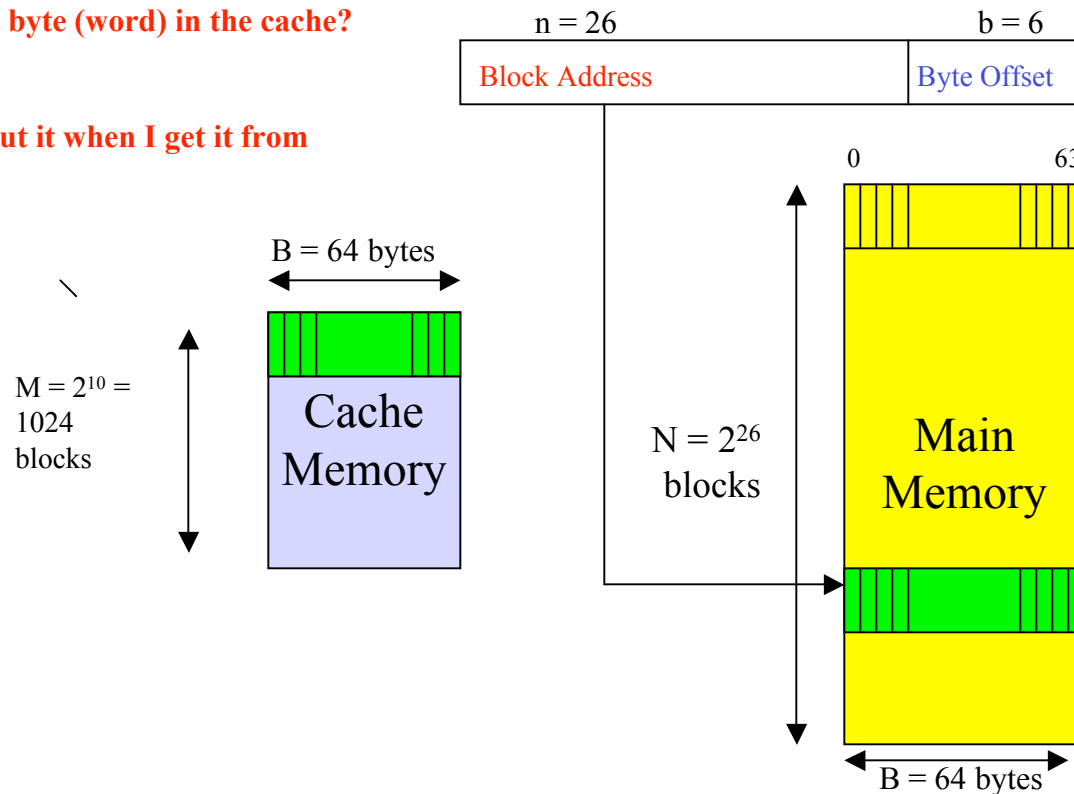 byte (word) in the cache?
n = 26
b = 6
Block Address
Byte Offset
ut it when I get it from
0
63
B = 64 bytes
M = 2¹⁰ =
1024
blocks
Cache
Memory
N = 2²⁶
blocks
Main
Memory
B = 64 bytes